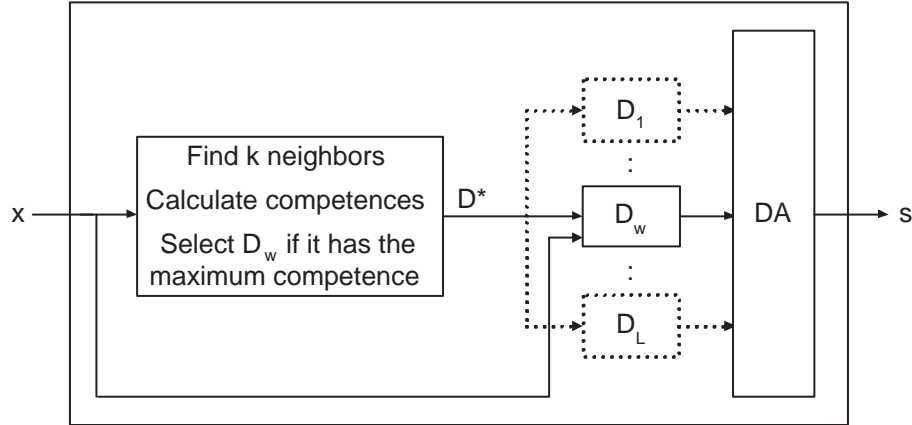 x
Find k neighbors
Calculate competences
Select D_w if it has the
maximum competence
D*
D_1
⋮
D_w
⋮
D_L
DA
s